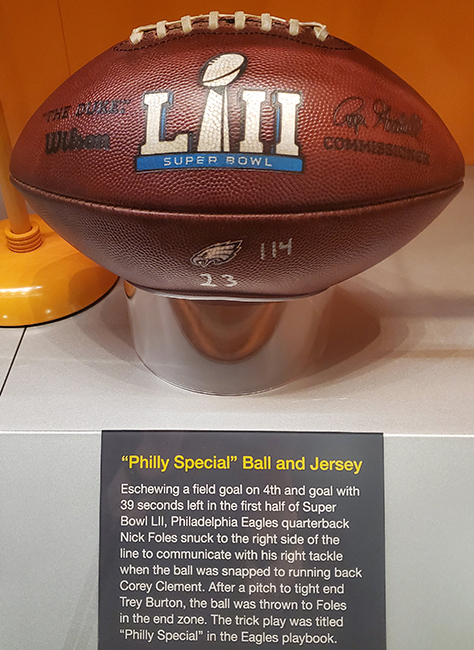 "THE DUKE"
Wilson
LII
SUPER BOWL
COMMISSIONER
114
23
"Philly Special" Ball and Jersey
Eschewing a field goal on 4th and goal with
39 seconds left in the first half of Super
Bowl LII, Philadelphia Eagles quarterback
Nick Foles snuck to the right side of the
line to communicate with his right tackle
when the ball was snapped to running back
Corey Clement. After a pitch to tight end
Trey Burton, the ball was thrown to Foles
in the end zone. The trick play was titled
"Philly Special" in the Eagles playbook.